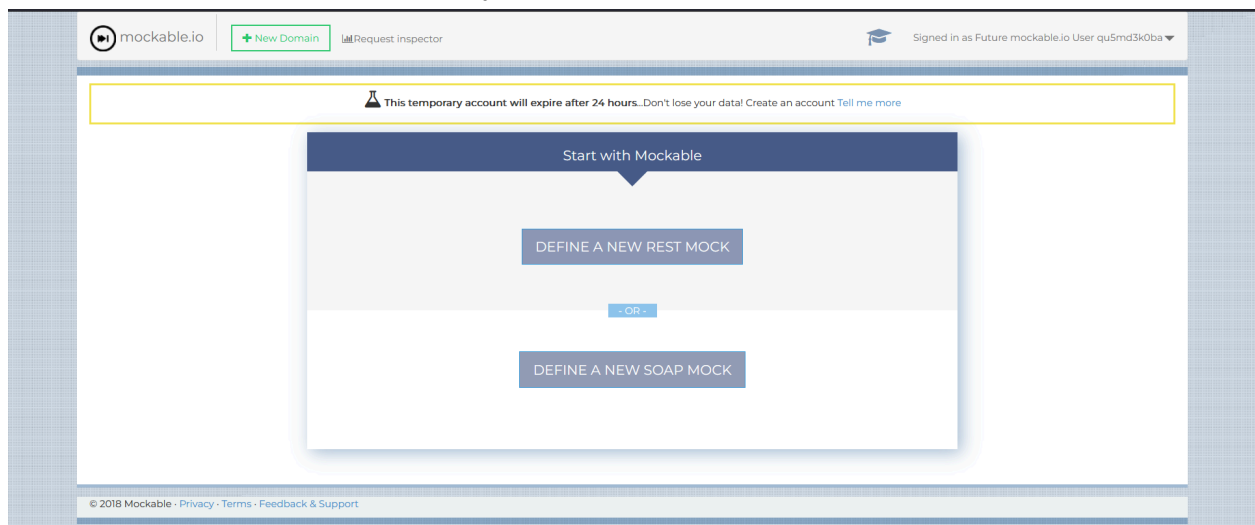 mockable.io
New Domain
Request inspector
Signed in as Future mockable.io User qu5md3k0ba
This temporary account will expire after 24 hours...Don't lose your data! Create an account Tell me more
Start with Mockable
DEFINE A NEW REST MOCK
- OR -
DEFINE A NEW SOAP MOCK
© 2018 Mockable · Privacy · Terms · Feedback & Support